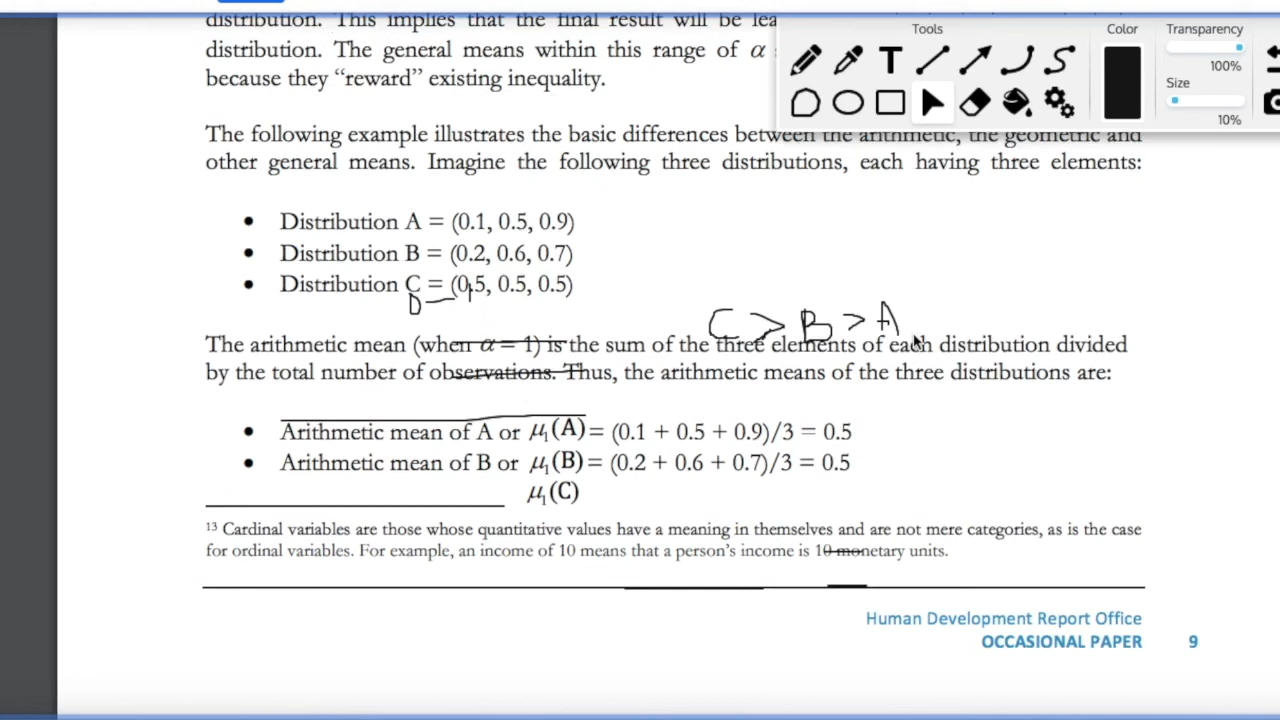 distribution. This implies that the final result will be lea
distribution. The general means within this range of α
because they “reward” existing inequality.
Tools
Color
Transparency
100%
Size
10%
T
The following example illustrates the basic differences between the arithmetic, the geometric and
other general means. Imagine the following three distributions, each having three elements:
• Distribution A = (0.1, 0.5, 0.9)
• Distribution B = (0.2, 0.6, 0.7)
• Distribution C = (0.5, 0.5, 0.5)
D
C > B > A
The arithmetic mean (when α = 1) is the sum of the three elements of each distribution divided
by the total number of observations. Thus, the arithmetic means of the three distributions are:
• Arithmetic mean of A or μ₁(A) = (0.1 + 0.5 + 0.9)/3 = 0.5
• Arithmetic mean of B or μ₁(B) = (0.2 + 0.6 + 0.7)/3 = 0.5
μ₁(C)
¹³ Cardinal variables are those whose quantitative values have a meaning in themselves and are not mere categories, as is the case
for ordinal variables. For example, an income of 10 means that a person’s income is 10 monetary units.
Human Development Report Office
OCCASIONAL PAPER 9